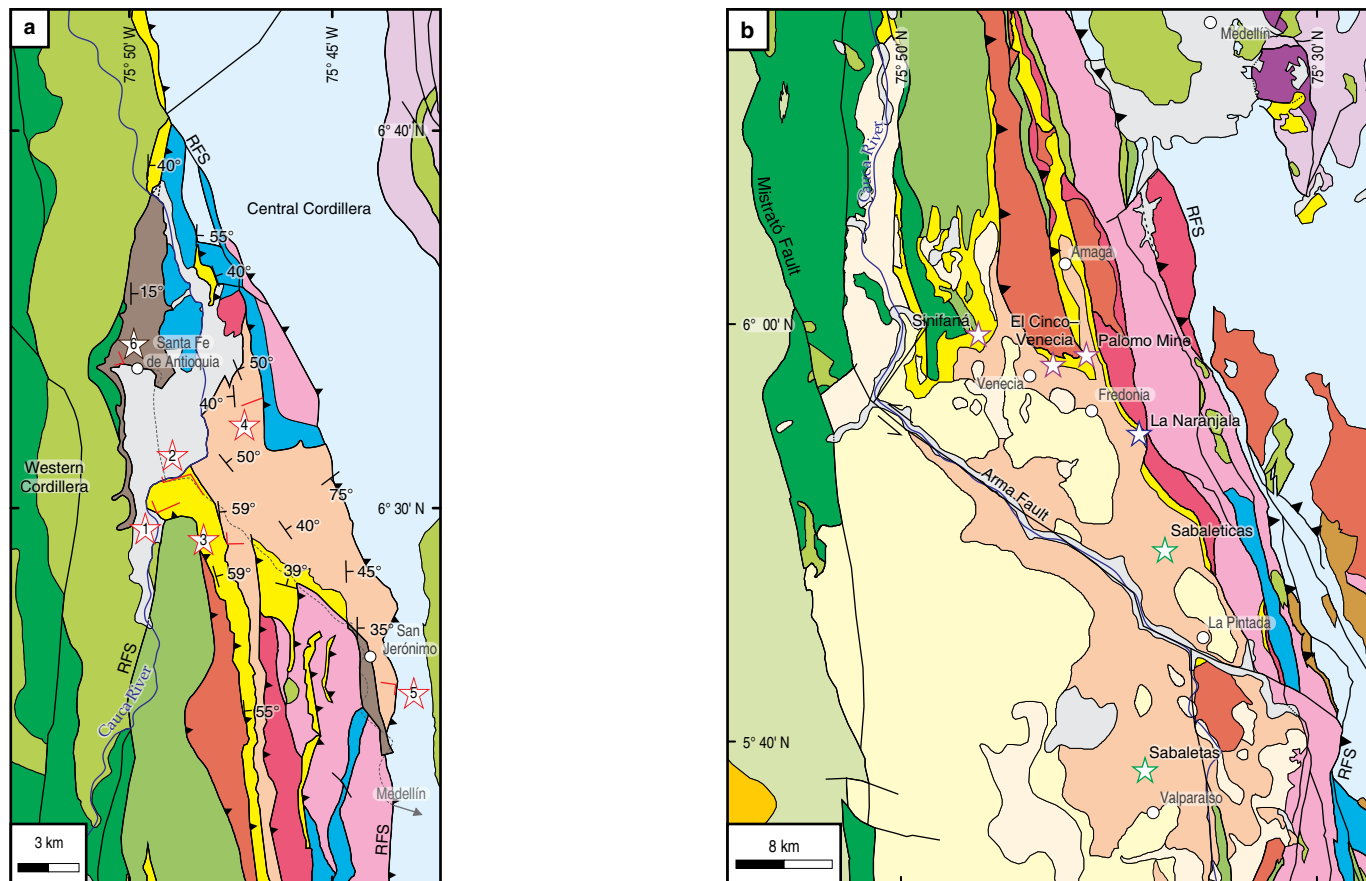 a
75° 50' W
75° 45' W
6° 40' N
RFS
40°
Central Cordillera
55°
40°
15°
6
Santa Fe
de Antioquia
50°
40°
4
2
50°
Western
Cordillera
75°
6° 30' N
1
59°
40°
3
59°
39°
45°
35°
San
Jerónimo
RFS
5
Cauca River
55°
Medellín
3 km
RFS
b
75° 50' W
Medellín
75° 30' W
Cauca River
Mistrató Fault
RFS
Amaga
6° 00' N
Sinifaná
El Cinco–
Venecia
Palomo Mine
Venecia
Fredonia
La Naranjala
Arma Fault
Sabaleticas
La Pintada
5° 40' N
Sabaletas
RFS
Valparaíso
8 km